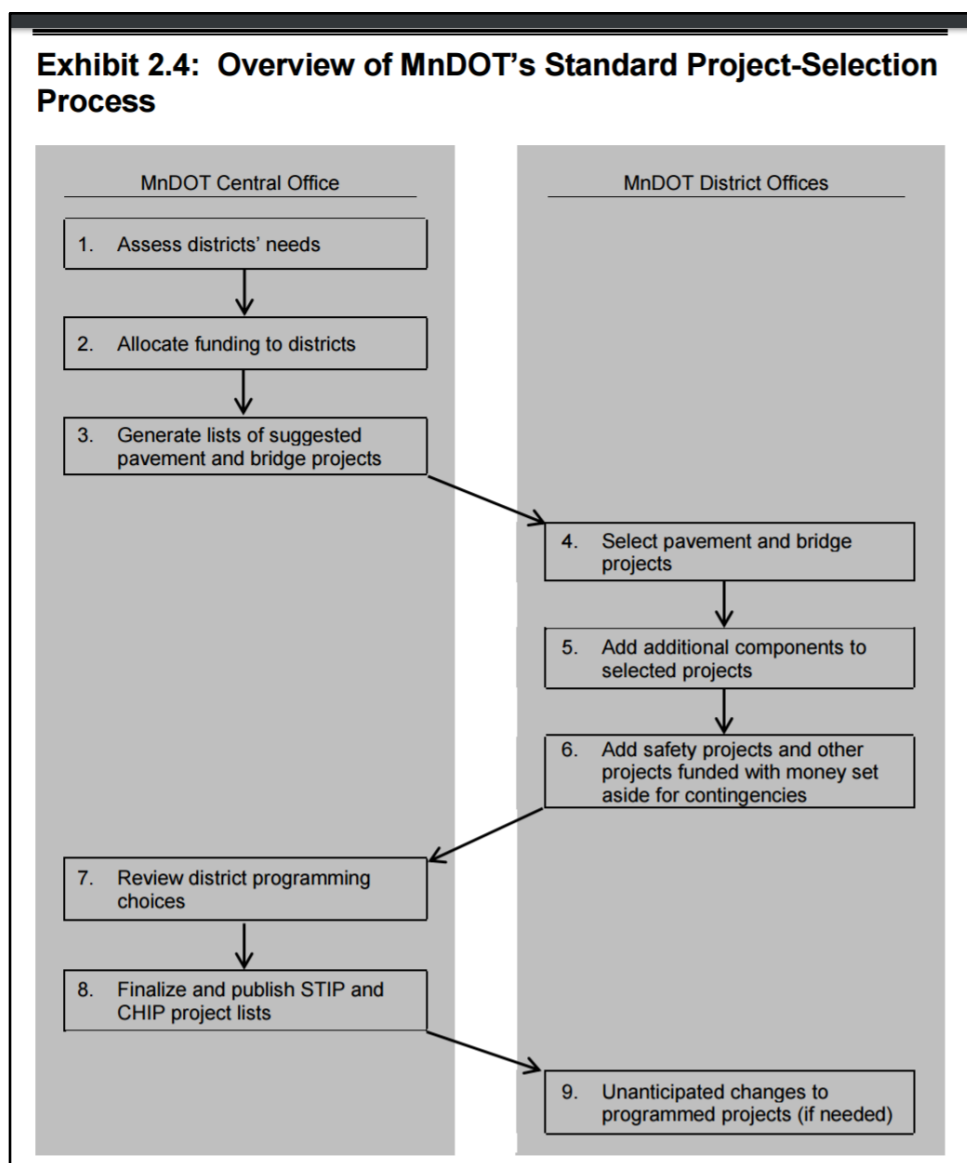 Exhibit 2.4: Overview of MnDOT's Standard Project-Selection
Process
MnDOT Central Office
MnDOT District Offices
1. Assess districts' needs
2. Allocate funding to districts
3. Generate lists of suggested
pavement and bridge projects
4. Select pavement and bridge
projects
5. Add additional components to
selected projects
6. Add safety projects and other
projects funded with money set
aside for contingencies
7. Review district programming
choices
8. Finalize and publish STIP and
CHIP project lists
9. Unanticipated changes to
programmed projects (if needed)